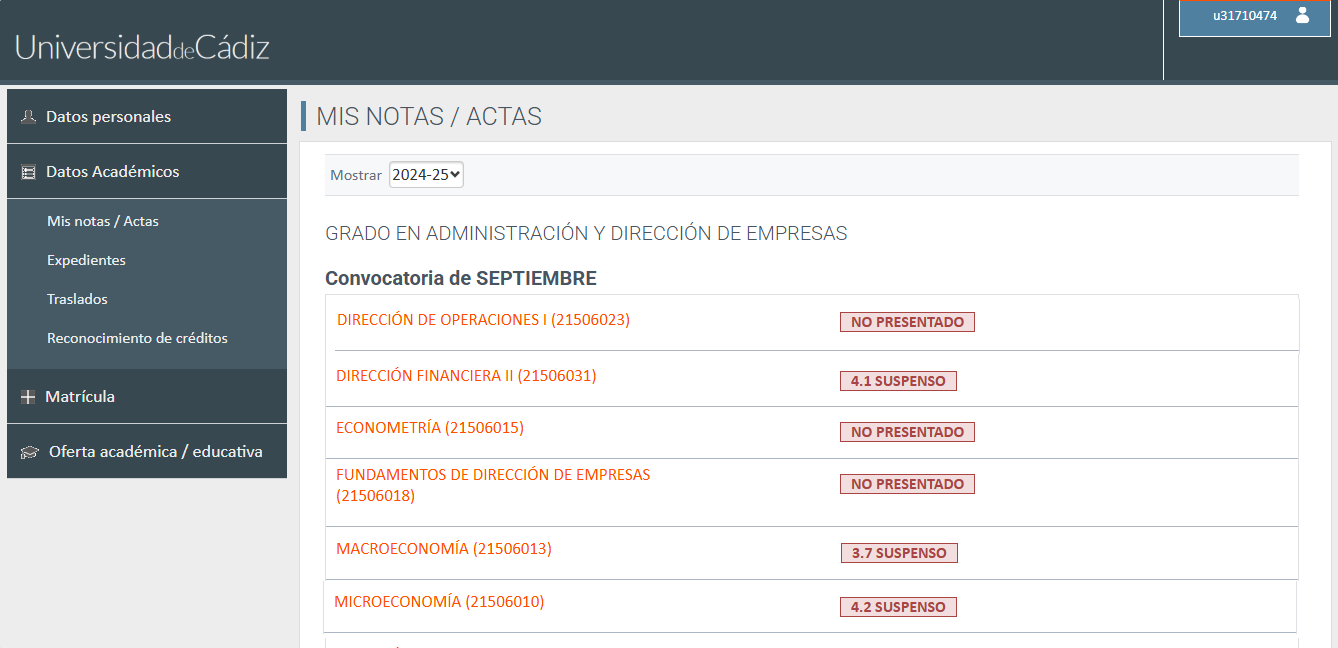 u31710474
UniversidaddeCádiz
Datos personales
Datos Académicos
Mis notas / Actas
Expedientes
Traslados
Reconocimiento de créditos
Matrícula
Oferta académica / educativa
MIS NOTAS / ACTAS
Mostrar 2024-25
GRADO EN ADMINISTRACIÓN Y DIRECCIÓN DE EMPRESAS
Convocatoria de SEPTIEMBRE
DIRECCIÓN DE OPERACIONES I (21506023) NO PRESENTADO
DIRECCIÓN FINANCIERA II (21506031) 4.1 SUSPENSO
ECONOMETRÍA (21506015) NO PRESENTADO
FUNDAMENTOS DE DIRECCIÓN DE EMPRESAS NO PRESENTADO
(21506018)
MACROECONOMÍA (21506013) 3.7 SUSPENSO
MICROECONOMÍA (21506010) 4.2 SUSPENSO